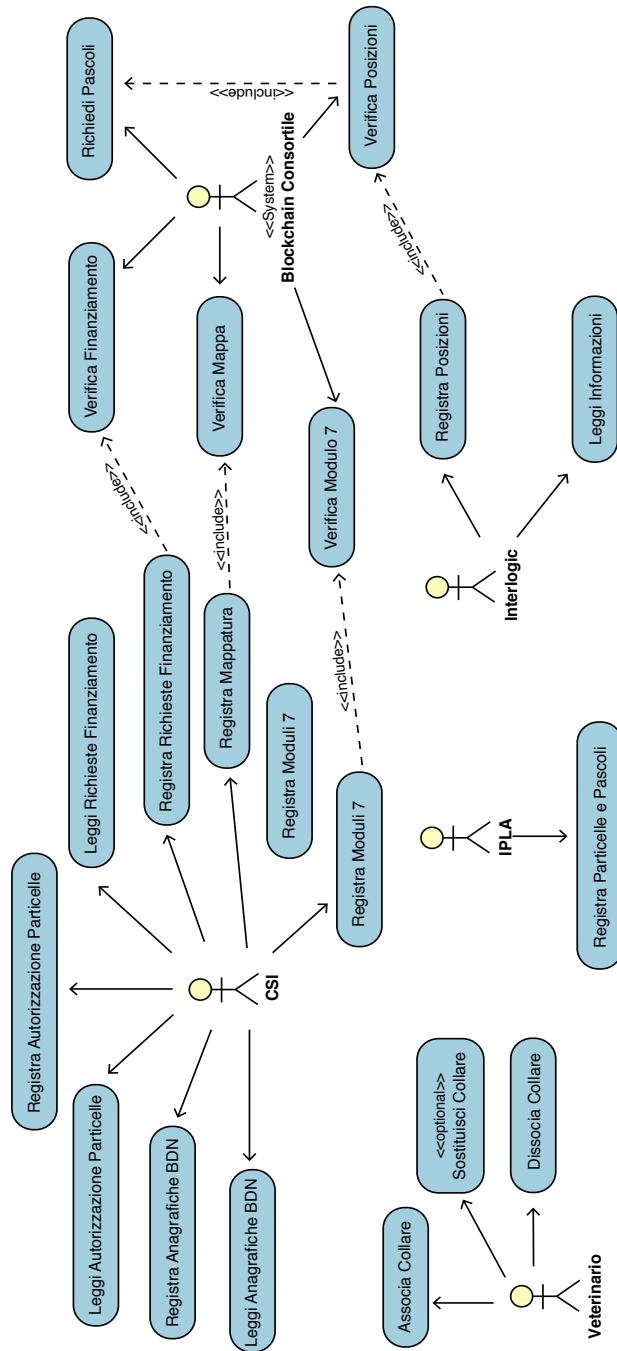 Registra Autorizzazione Particelle
Leggi Autorizzazione Particelle
Leggi Richieste Finanziamento
Registra Anagrafiche BDN
Registra Richieste Finanziamento
<<include>>
Verifica Finanziamento
Richiedi Pascoli
Leggi Anagrafiche BDN
CSI
Registra Mappatura
<<include>>
Verifica Mappa
<<System>>
Blockchain Consortile
<<include>>
Registra Moduli 7
Registra Moduli 7
<<include>>
Verifica Modulo 7
Verifica Posizioni
<<include>>
Associa Collare
<<optional>>
Sostituisci Collare
Dissocia Collare
Veterinario
IPLA
Registra Particelle e Pascoli
Interlogic
Registra Posizioni
Leggi Informazioni